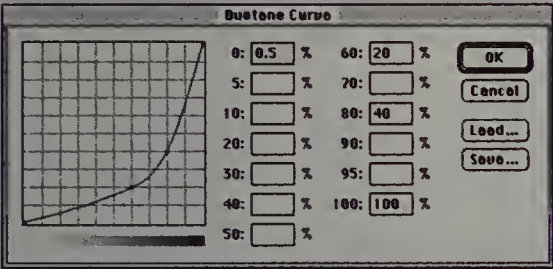 Duotone Curve
0: 0.5 % 60: 20 % OK
5: % 70: % Cancel
10: % 80: 40 %
20: % 90: % Load...
30: % 95: % Save...
40: % 100: 100 %
50: %